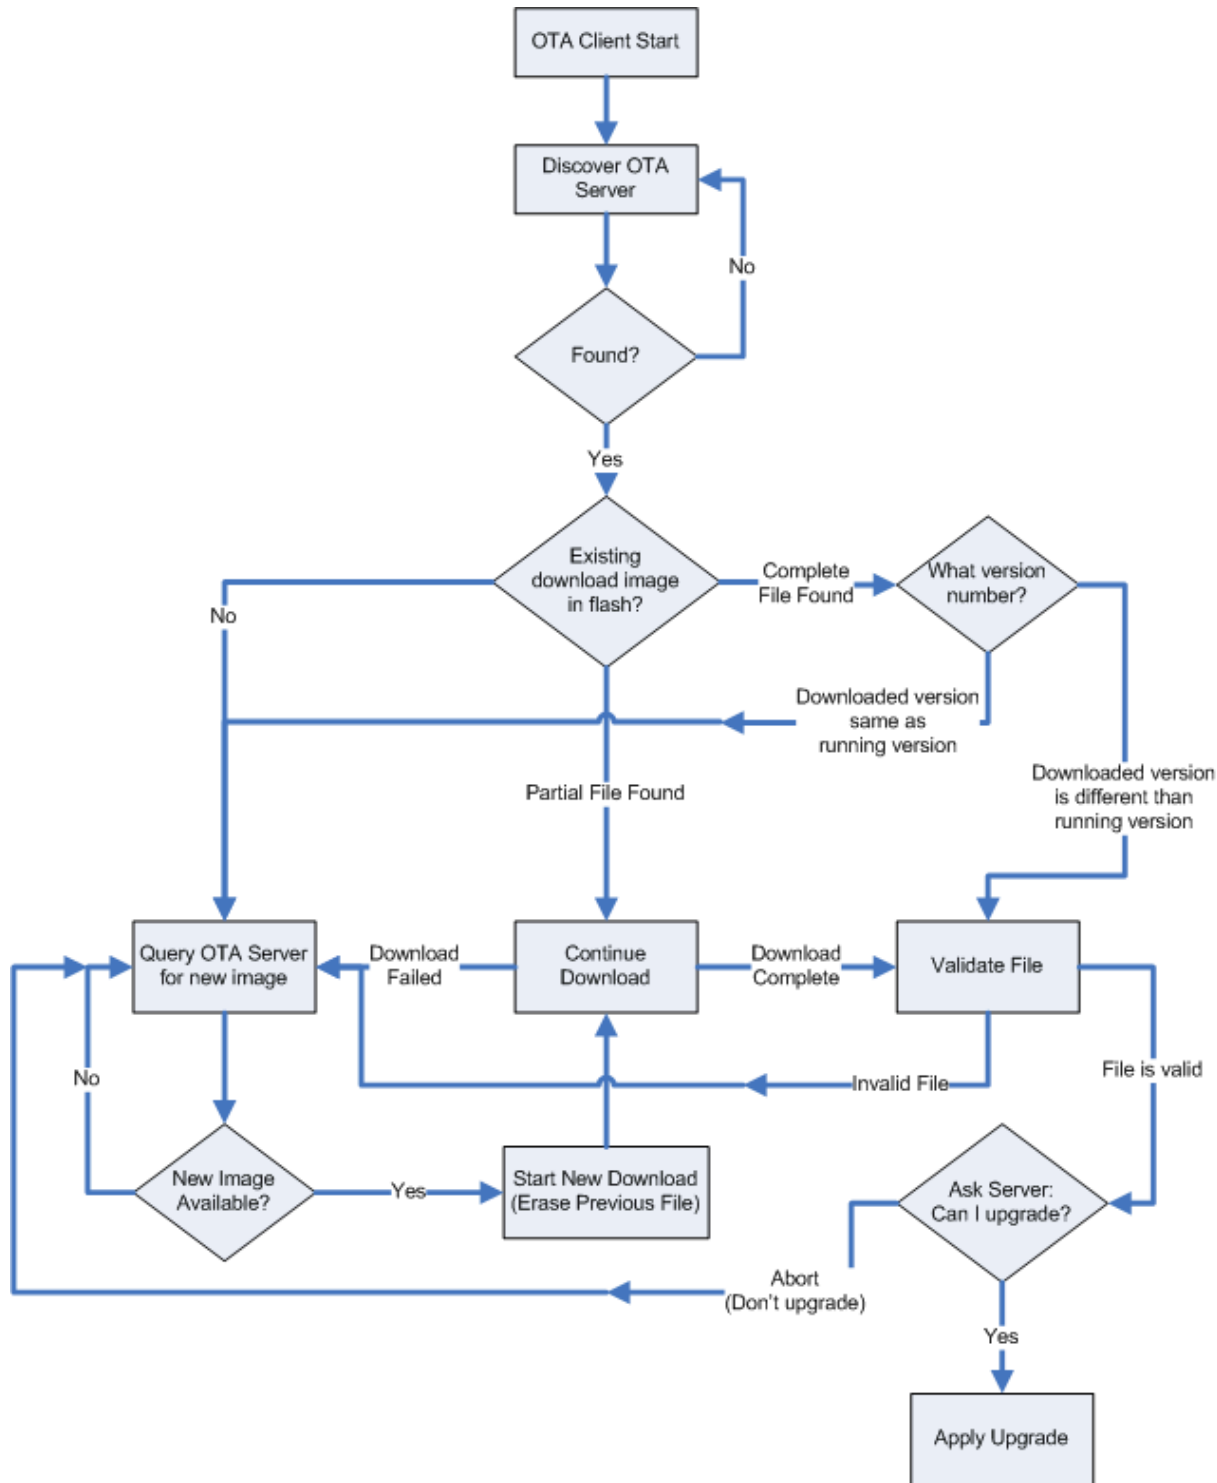 OTA Client Start
Discover OTA
Server
No
Found?
Yes
Existing
download image
in flash?
Complete
File Found
What version
number?
No
Downloaded version
same as
running version
Partial File Found
Downloaded version
is different than
running version
Query OTA Server
for new image
Download
Failed
Continue
Download
Download
Complete
Validate File
No
Invalid File
File is valid
New Image
Available?
Yes
Start New Download
(Erase Previous File)
Ask Server:
Can I upgrade?
Abort
(Don't upgrade)
Yes
Apply Upgrade